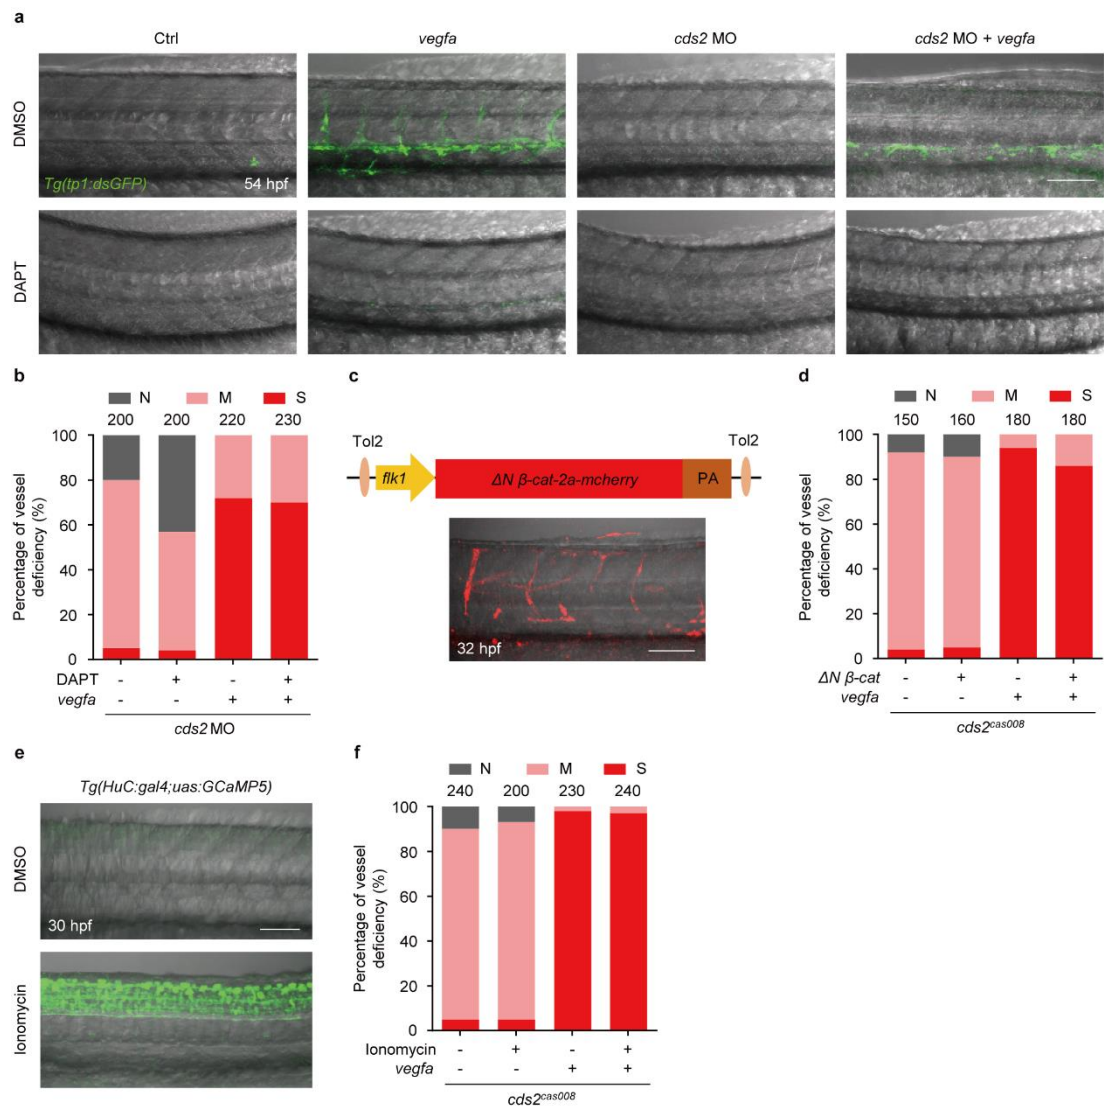 a
Ctrl
vegfa
cds2 MO
cds2 MO + vegfa
DMSO
Tg(tp1:dsGFP)
54 hpf
DAPT
b
N M S
200 200 220 230
100
80
60
40
20
0
Percentage of vessel
deficiency (%)
DAPT - + - +
vegfa - - + +
cds2 MO
c
Tol2
Tol2
flk1
ΔN β-cat-2a-mcherry
PA
32 hpf
d
N M S
150 160 180 180
100
80
60
40
20
0
Percentage of vessel
deficiency (%)
ΔN β-cat - + - +
vegfa - - + +
cds2cas008
e
Tg(HuC:gal4;uas:GCaMP5)
DMSO
30 hpf
Ionomycin
f
N M S
240 200 230 240
100
80
60
40
20
0
Percentage of vessel
deficiency (%)
Ionomycin - + - +
vegfa - - + +
cds2cas008